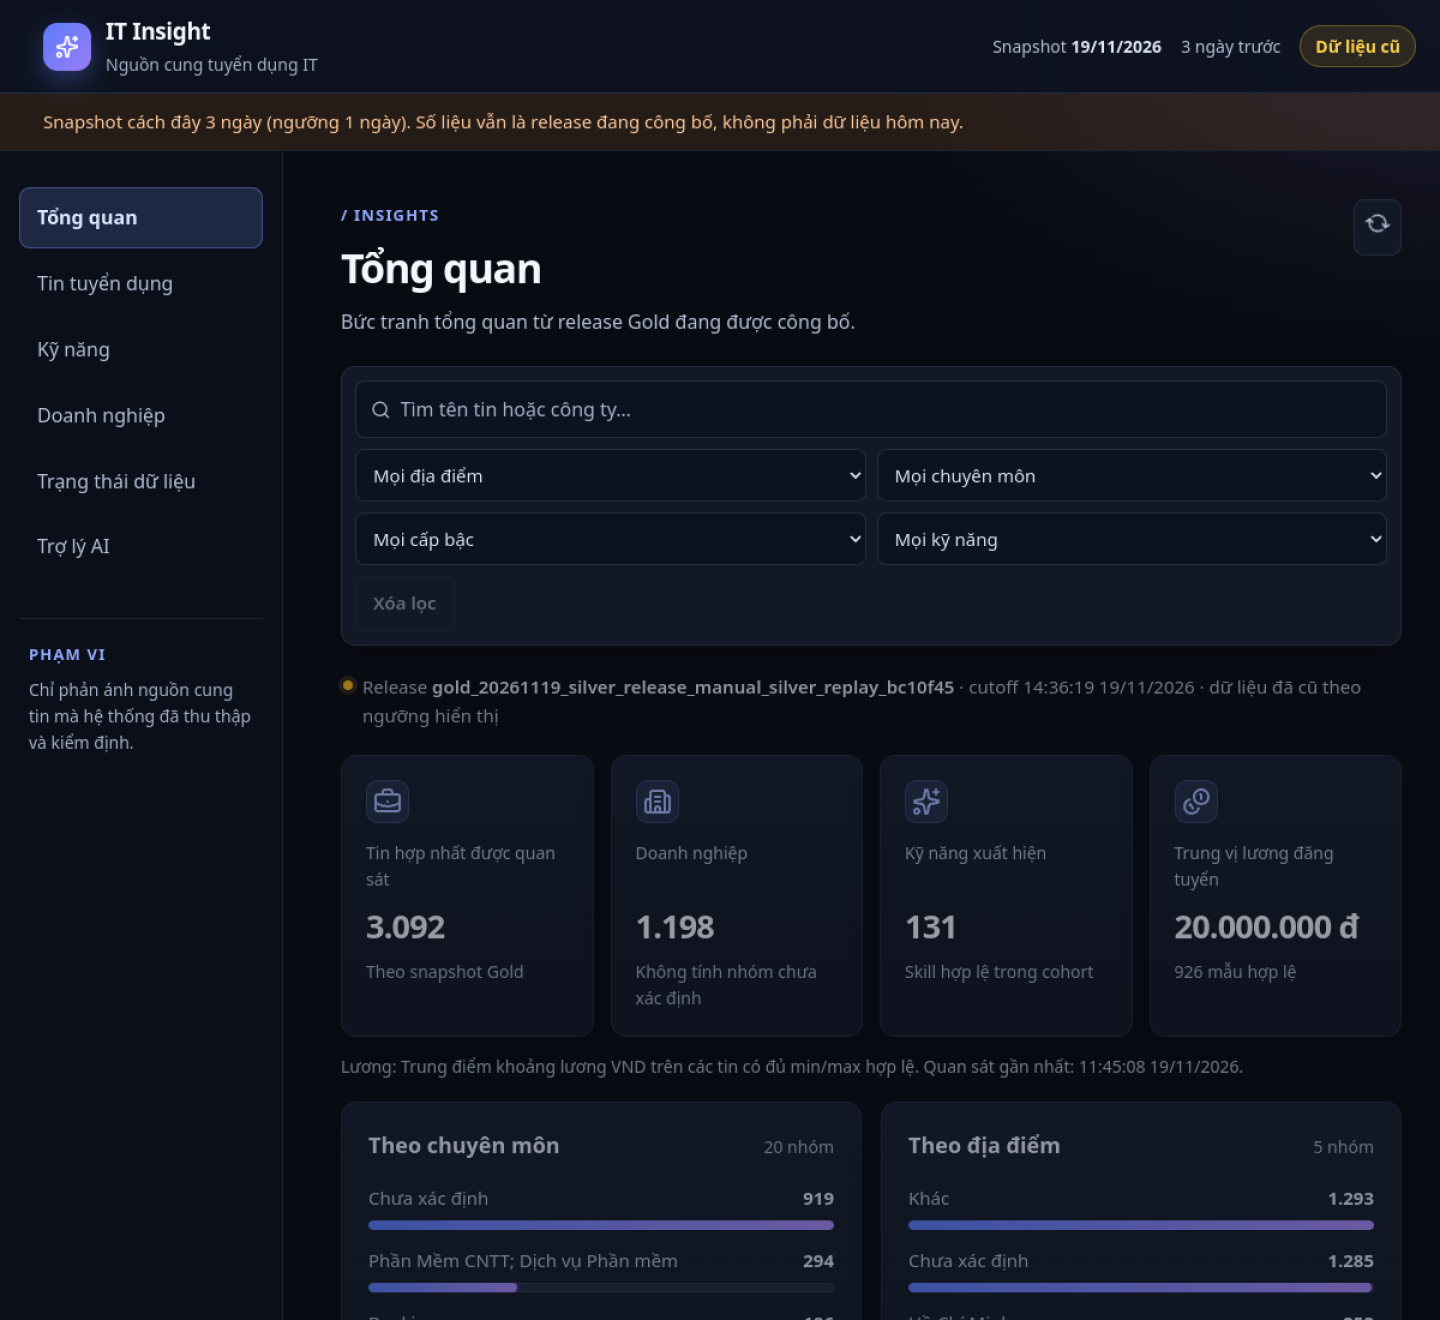 IT Insight
Nguồn cung tuyển dụng IT
Snapshot 19/11/2026
3 ngày trước
Dữ liệu cũ
Snapshot cách đây 3 ngày (ngưỡng 1 ngày). Số liệu vẫn là release đang công bố, không phải dữ liệu hôm nay.
Tổng quan
Tin tuyển dụng
Kỹ năng
Doanh nghiệp
Trạng thái dữ liệu
Trợ lý AI
PHẠM VI
Chỉ phản ánh nguồn cung
tin mà hệ thống đã thu thập
và kiểm định.
/ INSIGHTS
Tổng quan
Bức tranh tổng quan từ release Gold đang được công bố.
Tìm tên tin hoặc công ty...
Mọi địa điểm
Mọi chuyên môn
Mọi cấp bậc
Mọi kỹ năng
Xóa lọc
Release gold_20261119_silver_release_manual_silver_replay_bc10f45 · cutoff 14:36:19 19/11/2026 · dữ liệu đã cũ theo
ngưỡng hiển thị
Tin hợp nhất được quan
sát
3.092
Theo snapshot Gold
Doanh nghiệp
1.198
Không tính nhóm chưa
xác định
Kỹ năng xuất hiện
131
Skill hợp lệ trong cohort
Trung vị lương đăng
tuyển
20.000.000 đ
926 mẫu hợp lệ
Lương: Trung điểm khoảng lương VND trên các tin có đủ min/max hợp lệ. Quan sát gần nhất: 11:45:08 19/11/2026.
Theo chuyên môn
20 nhóm
Chưa xác định
919
Phần Mềm CNTT; Dịch vụ Phần mềm
294
Theo địa điểm
5 nhóm
Khác
1.293
Chưa xác định
1.285